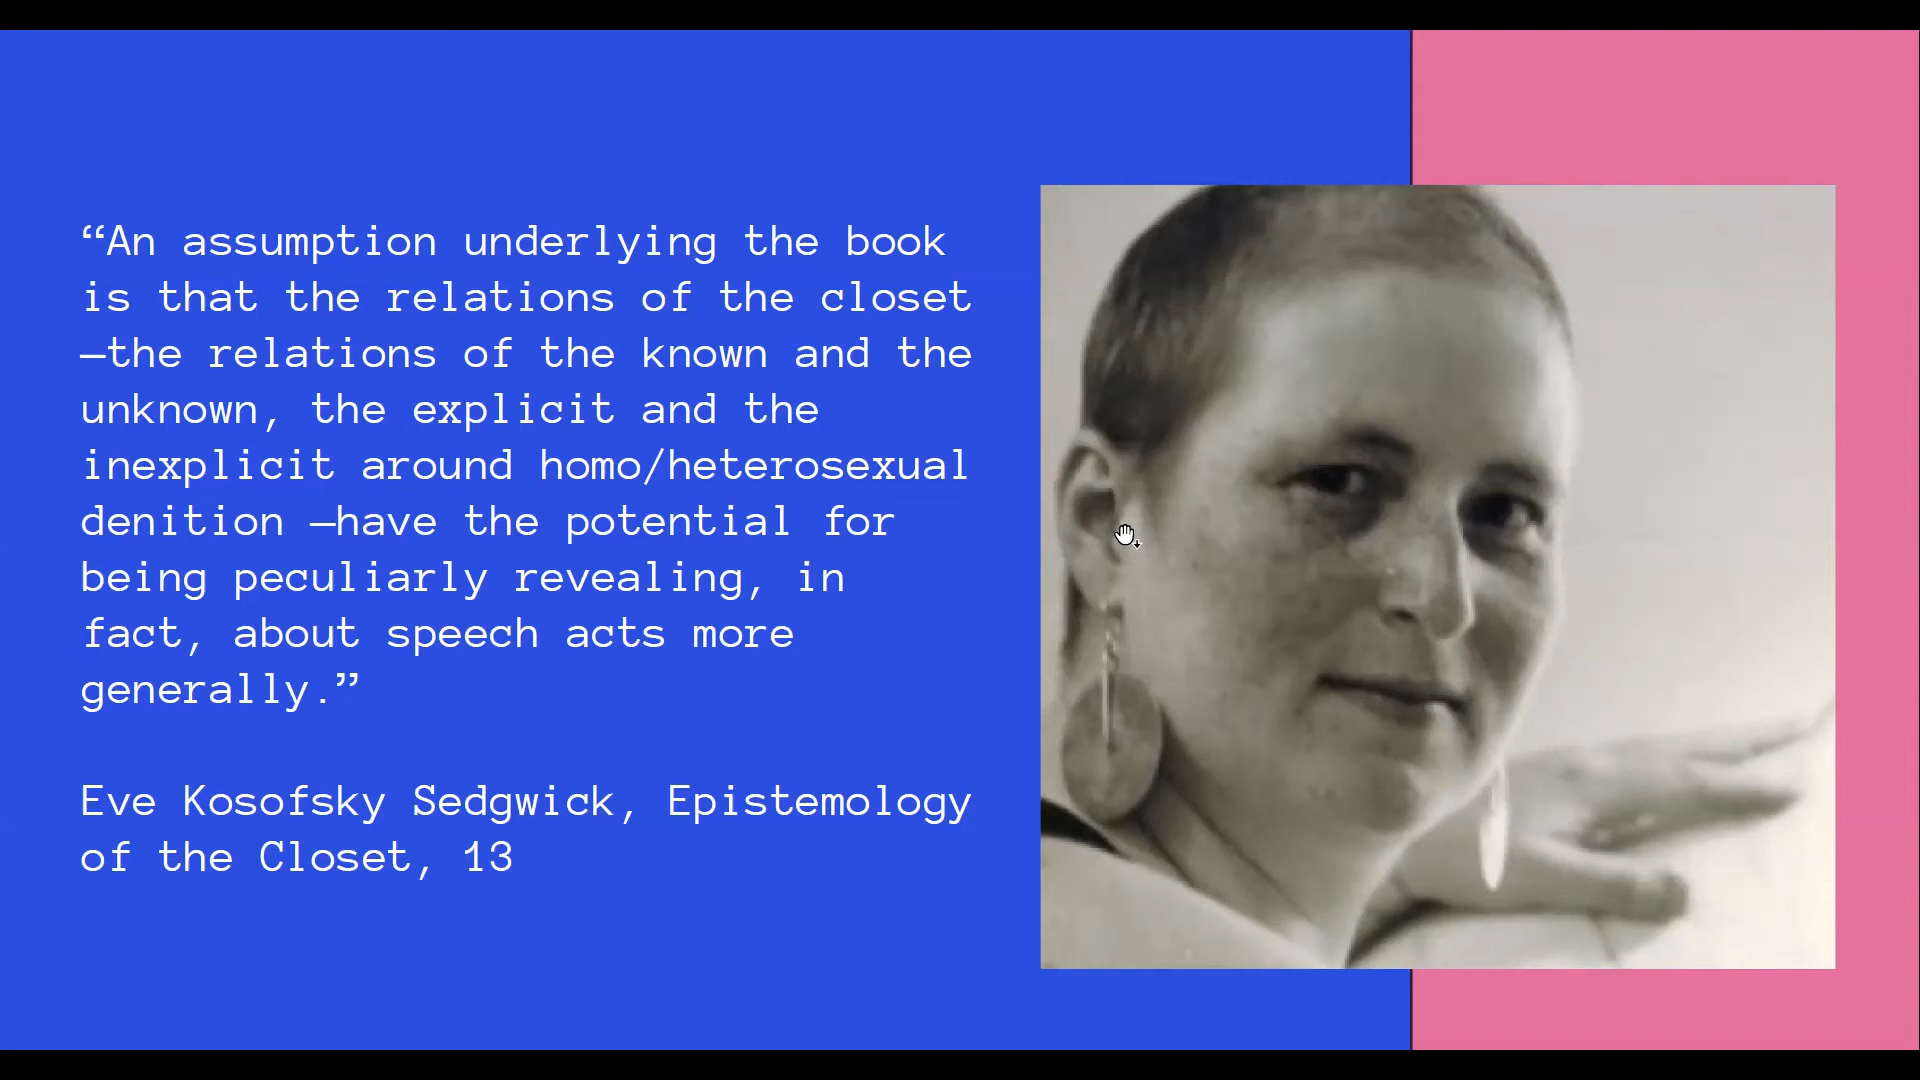 “An assumption underlying the book
is that the relations of the closet
—the relations of the known and the
unknown, the explicit and the
inexplicit around homo/heterosexual
denition —have the potential for
being peculiarly revealing, in
fact, about speech acts more
generally.”
Eve Kosofsky Sedgwick, Epistemology
of the Closet, 13